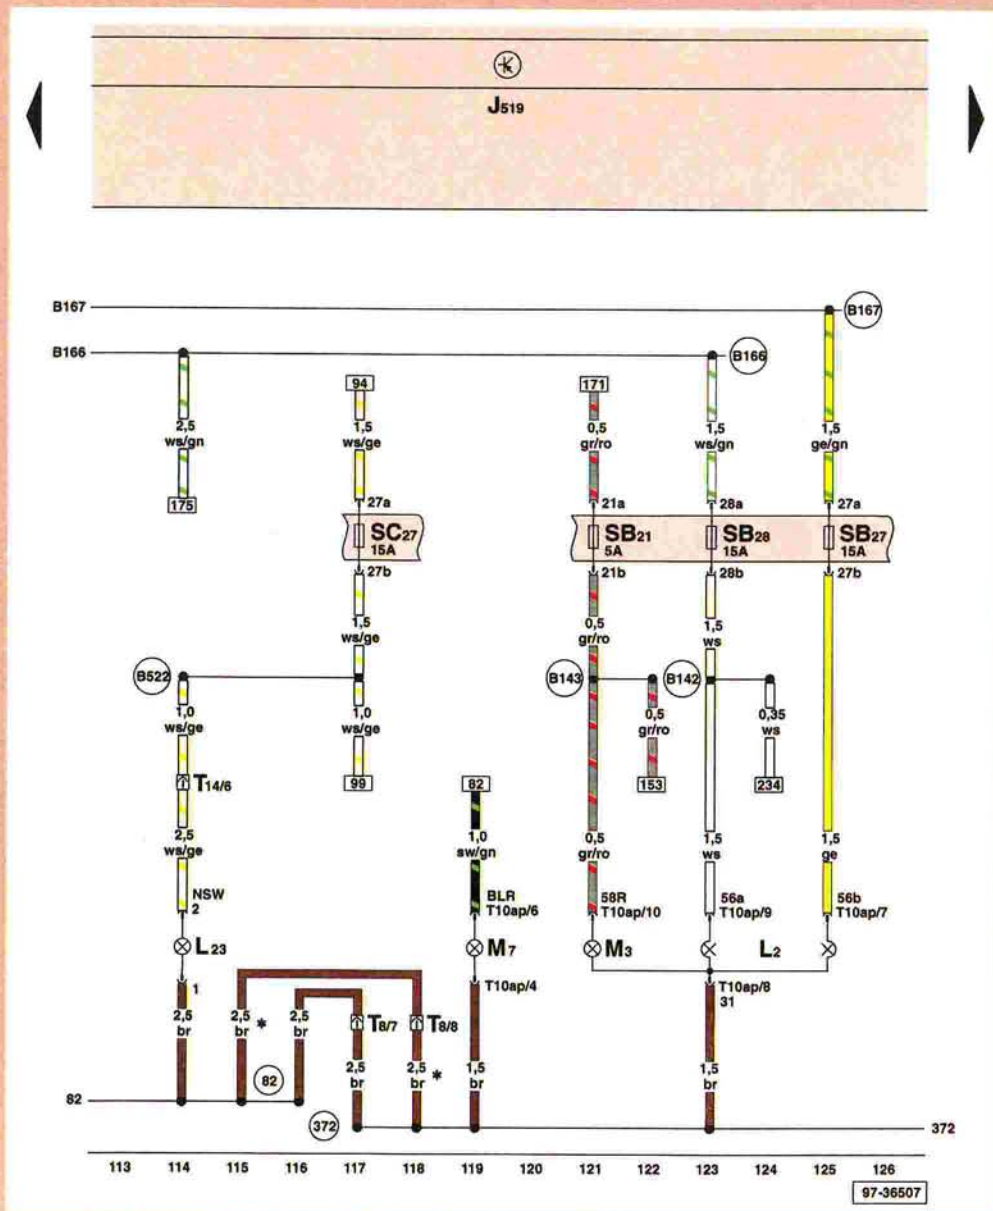 J519
B167
B167
B166
B166
94
171
2,5
ws/gn
1,5
ws/ge
0,5
gr/ro
1,5
ws/gn
1,5
ge/gn
175
27a
21a
28a
27a
SC27
15A
SB21
5A
SB28
15A
SB27
15A
27b
21b
28b
27b
1,5
ws/ge
0,5
gr/ro
1,5
ws
B522
B143
B142
1,0
ws/ge
1,0
ws/ge
0,5
gr/ro
0,35
ws
T14/6
99
82
153
234
2,5
ws/ge
1,0
sw/gn
0,5
gr/ro
1,5
ws
1,5
ge
NSW
2
BLR
T10ap/6
58R
T10ap/10
56a
T10ap/9
56b
T10ap/7
L23
M7
M3
L2
1
T10ap/4
T10ap/8
31
2,5
br
2,5
br *
2,5
br
T8/7
T8/8
82
2,5
br
2,5
br *
1,5
br
1,5
br
82
372
372
113 114 115 116 117 118 119 120 121 122 123 124 125 126
97-36507